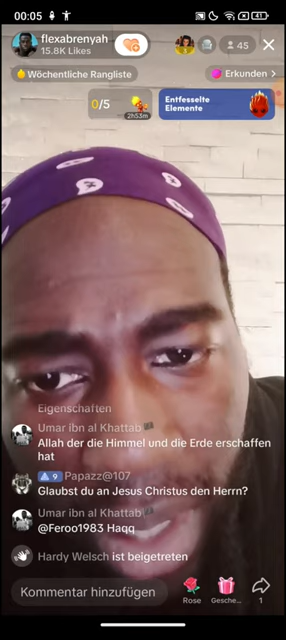 00:05
41
flexabrenyah
15.8K Likes
45
Wöchentliche Rangliste
Erkunden >
0/5
2h53m
Entfesselte
Elemente
Eigenschaften
Umar ibn al Khattab
Allah der die Himmel und die Erde erschaffen
hat
9 Papazz@107
Glaubst du an Jesus Christus den Herrn?
Umar ibn al Khattab
@Feroo1983 Haqq
Hardy Welsch ist beigetreten
Kommentar hinzufügen
Rose
Gesche...
1